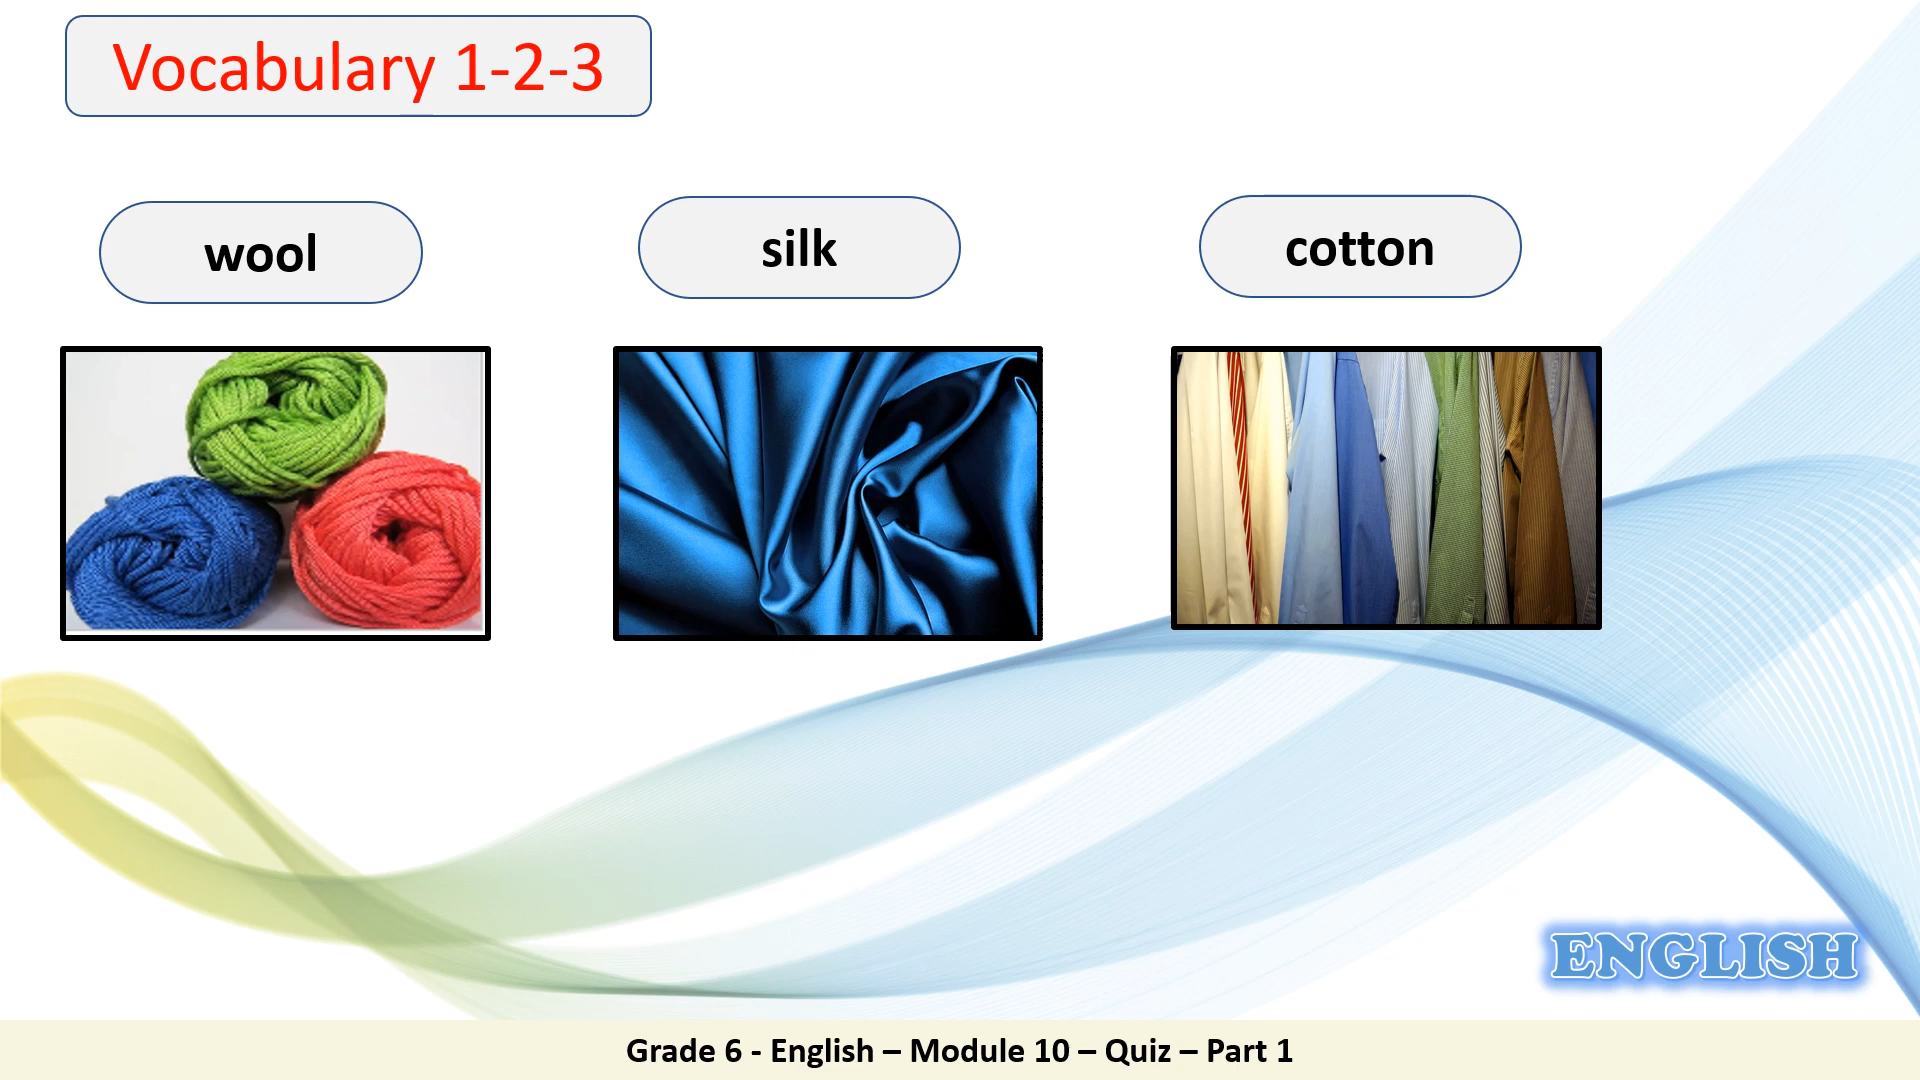 Vocabulary 1-2-3
wool
silk
cotton
ENGLISH
Grade 6 - English – Module 10 – Quiz – Part 1